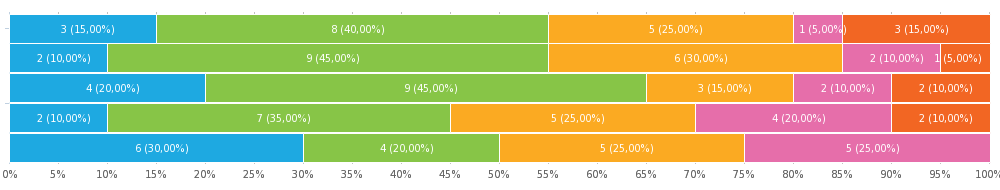 3 (15,00%) 8 (40,00%) 5 (25,00%) 1 (5,00%) 3 (15,00%)
2 (10,00%) 9 (45,00%) 6 (30,00%) 2 (10,00%) 1 (5,00%)
4 (20,00%) 9 (45,00%) 3 (15,00%) 2 (10,00%) 2 (10,00%)
2 (10,00%) 7 (35,00%) 5 (25,00%) 4 (20,00%) 2 (10,00%)
6 (30,00%) 4 (20,00%) 5 (25,00%) 5 (25,00%)
0% 5% 10% 15% 20% 25% 30% 35% 40% 45% 50% 55% 60% 65% 70% 75% 80% 85% 90% 95% 100%